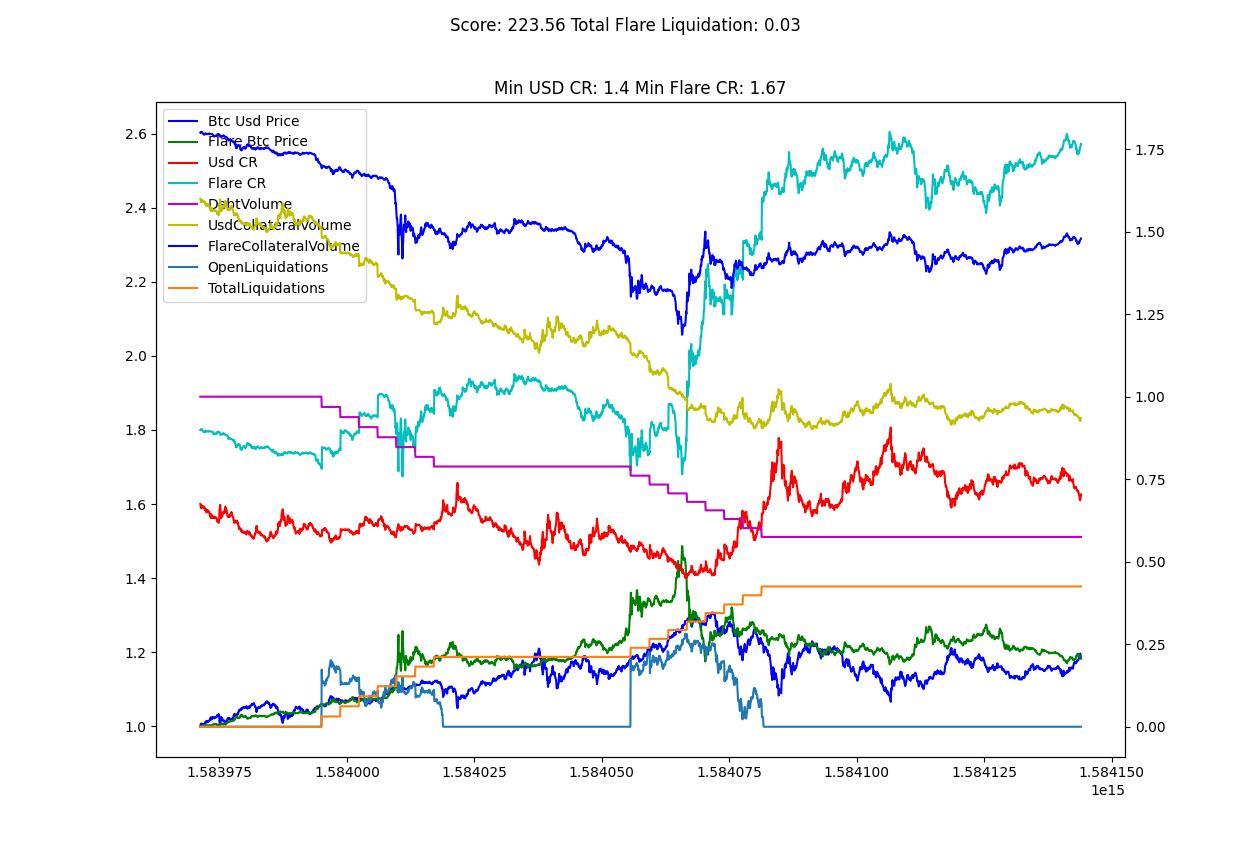 Score: 223.56 Total Flare Liquidation: 0.03
Min USD CR: 1.4 Min Flare CR: 1.67
Btc Usd Price
Flare Btc Price
Usd CR
Flare CR
DebtVolume
UsdCollateralVolume
FlareCollateralVolume
OpenLiquidations
TotalLiquidations
2.6
2.4
2.2
2.0
1.8
1.6
1.4
1.2
1.0
1.75
1.50
1.25
1.00
0.75
0.50
0.25
0.00
1.583975 1.584000 1.584025 1.584050 1.584075 1.584100 1.584125 1.584150
1e15